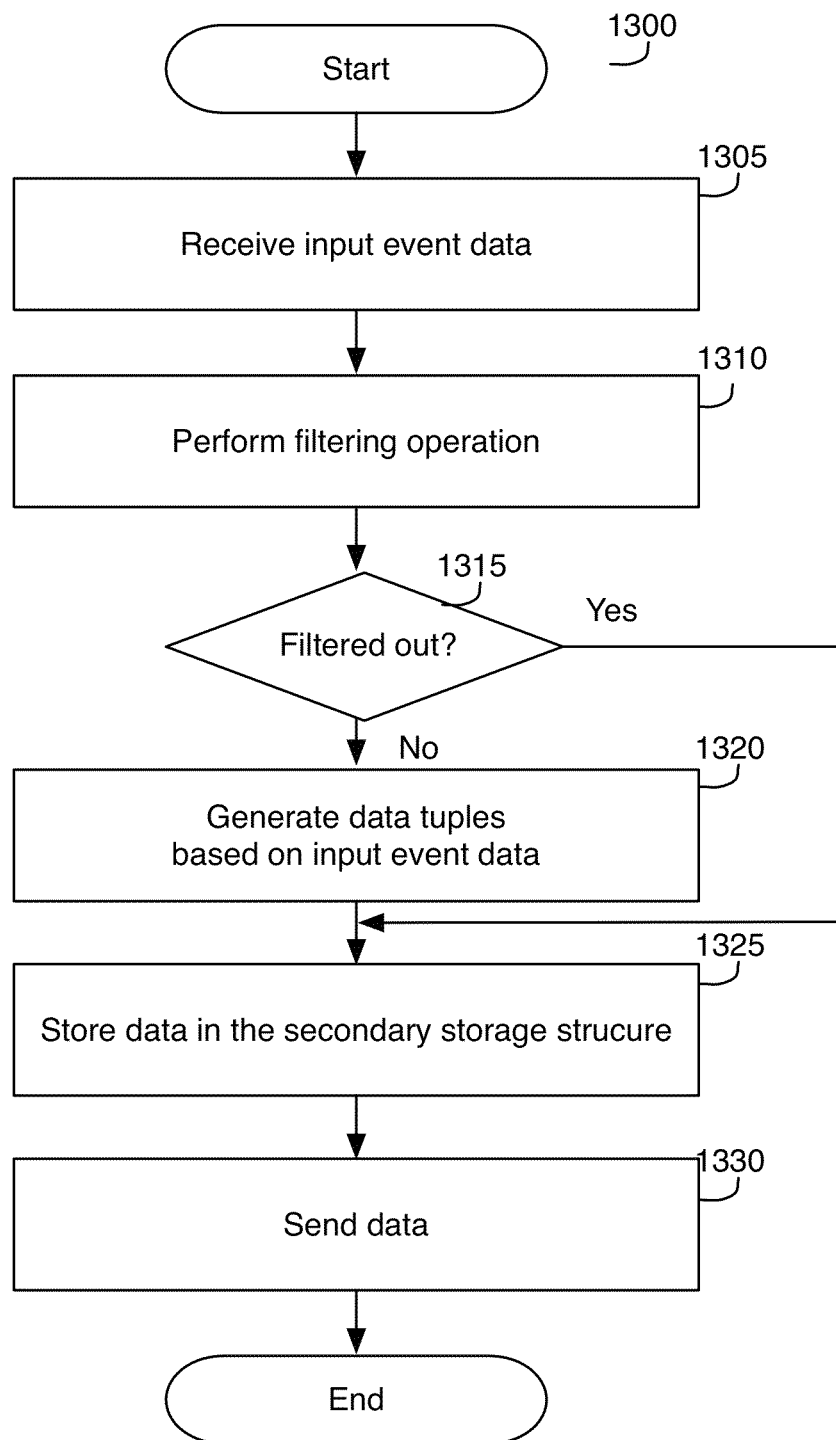 1300
Start
1305
Receive input event data
1310
Perform filtering operation
1315
Filtered out?
Yes
No
1320
Generate data tuples
based on input event data
1325
Store data in the secondary storage strucure
1330
Send data
End